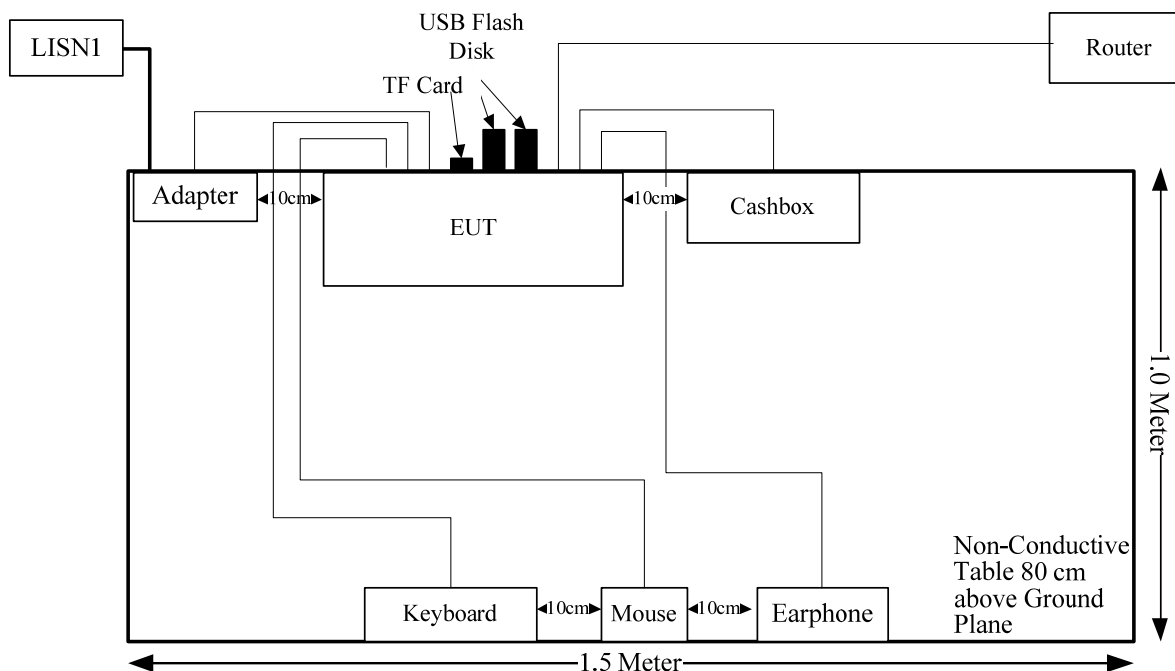 LISN1
USB Flash
Disk
TF Card
Router
Adapter
10cm
EUT
10cm
Cashbox
1.0 Meter
Non-Conductive
Table 80 cm
above Ground
Plane
Keyboard
10cm
Mouse
10cm
Earphone
1.5 Meter